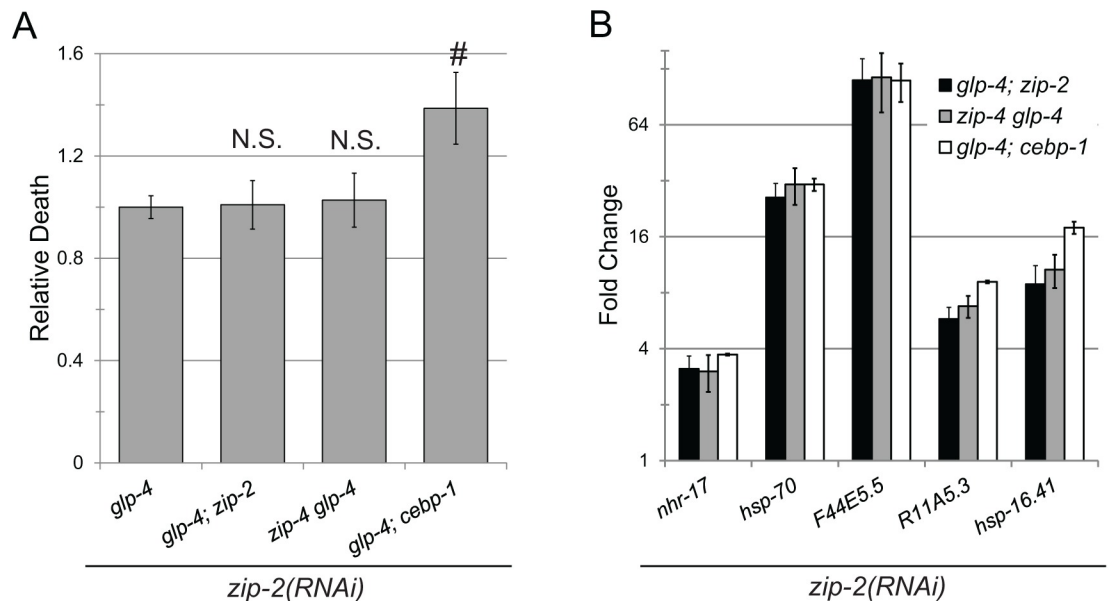 A
1.6
1.2
0.8
0.4
0
Relative Death
N.S.
N.S.
#
glp-4
glp-4; zip-2
zip-4 glp-4
glp-4; cebp-1
zip-2(RNAi)
B
64
16
4
1
Fold Change
glp-4; zip-2
zip-4 glp-4
glp-4; cebp-1
nhr-17
hsp-70
F44E5.5
R11A5.3
hsp-16.41
zip-2(RNAi)